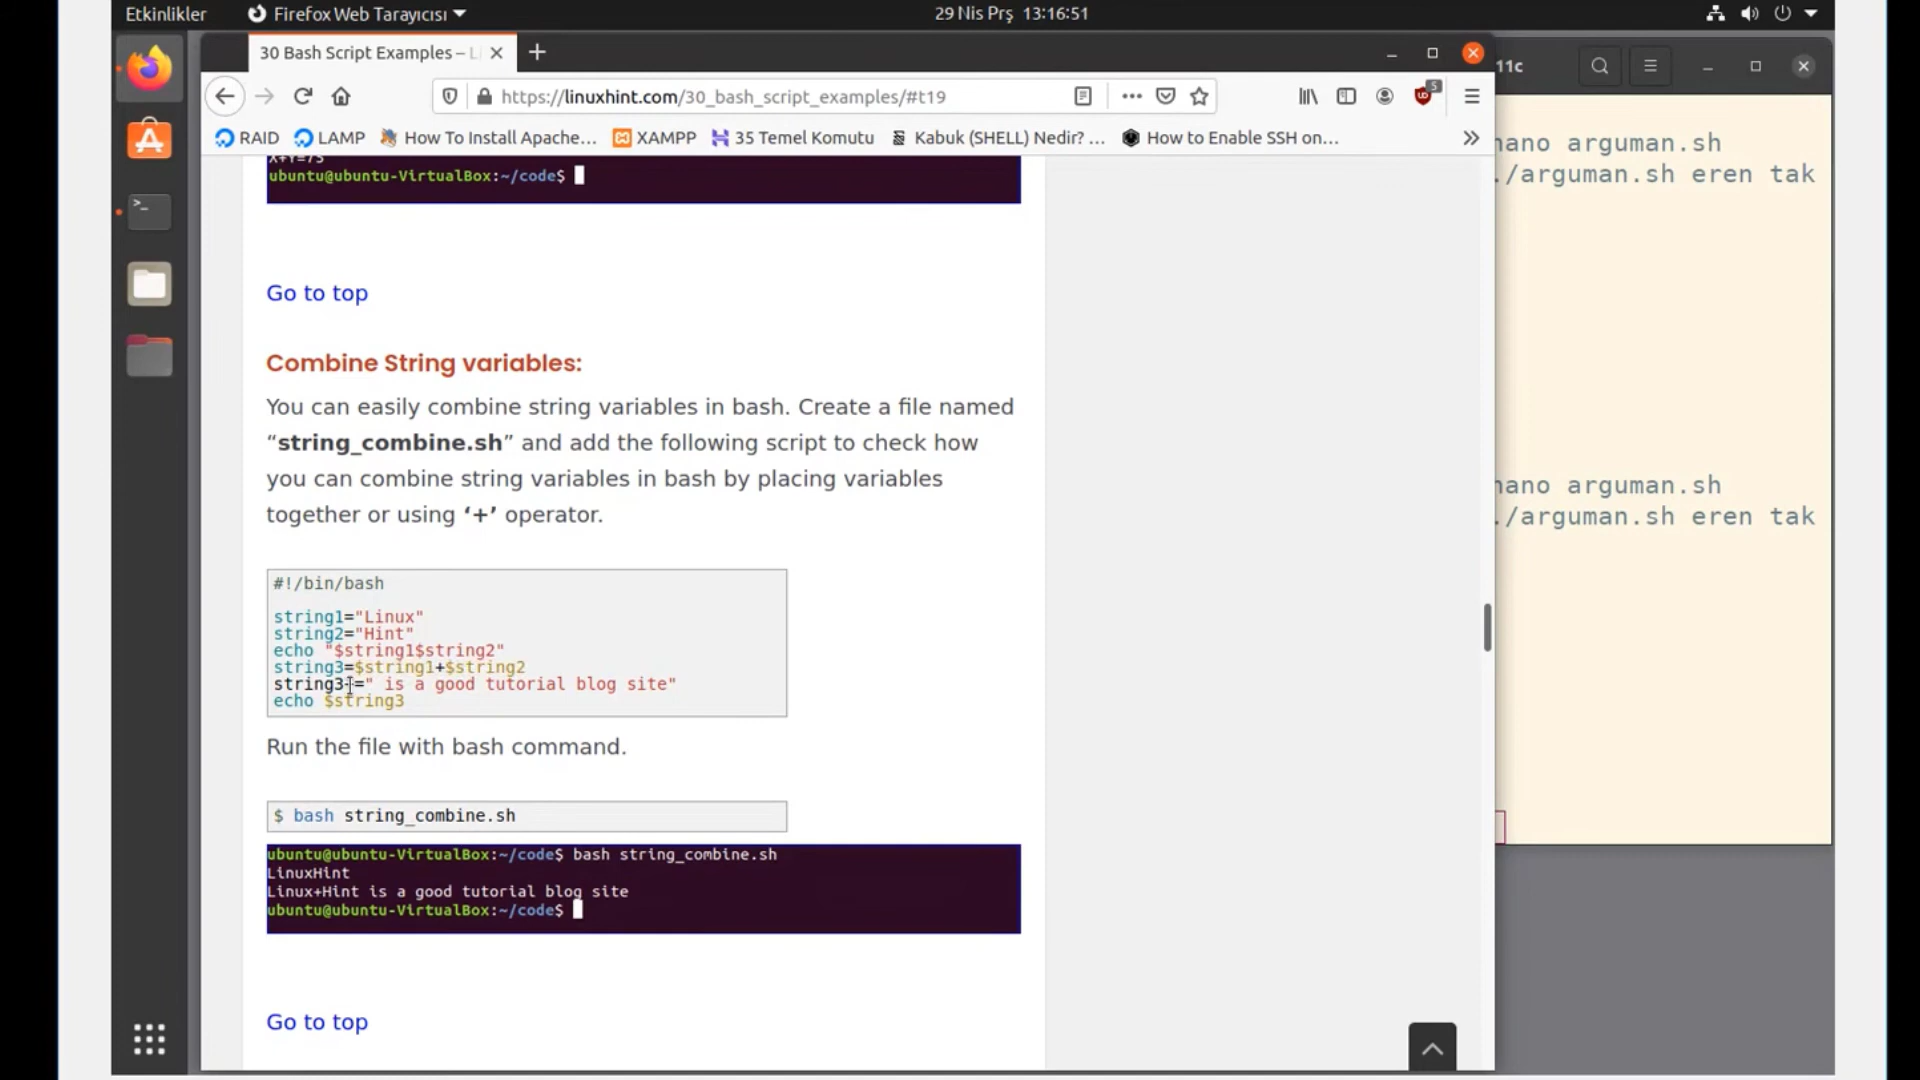 Etkinlikler
Firefox Web Tarayıcısı
29 Nis Prş 13:16:51
30 Bash Script Examples – L
11c
https://linuxhint.com/30_bash_script_examples/#t19
5
RAID
LAMP
How To Install Apache...
XAMPP
35 Temel Komutu
Kabuk (SHELL) Nedir? ...
How to Enable SSH on...
nano arguman.sh
./arguman.sh eren tak
nano arguman.sh
./arguman.sh eren tak
X+Y=75
ubuntu@ubuntu-VirtualBox:~/code$
Go to top
Combine String variables:
You can easily combine string variables in bash. Create a file named
“string_combine.sh” and add the following script to check how
you can combine string variables in bash by placing variables
together or using ‘+’ operator.
#!/bin/bash
string1="Linux"
string2="Hint"
echo "$string1$string2"
string3=$string1+$string2
string3+=" is a good tutorial blog site"
echo $string3
Run the file with bash command.
$ bash string_combine.sh
ubuntu@ubuntu-VirtualBox:~/code$ bash string_combine.sh
LinuxHint
Linux+Hint is a good tutorial blog site
ubuntu@ubuntu-VirtualBox:~/code$
Go to top